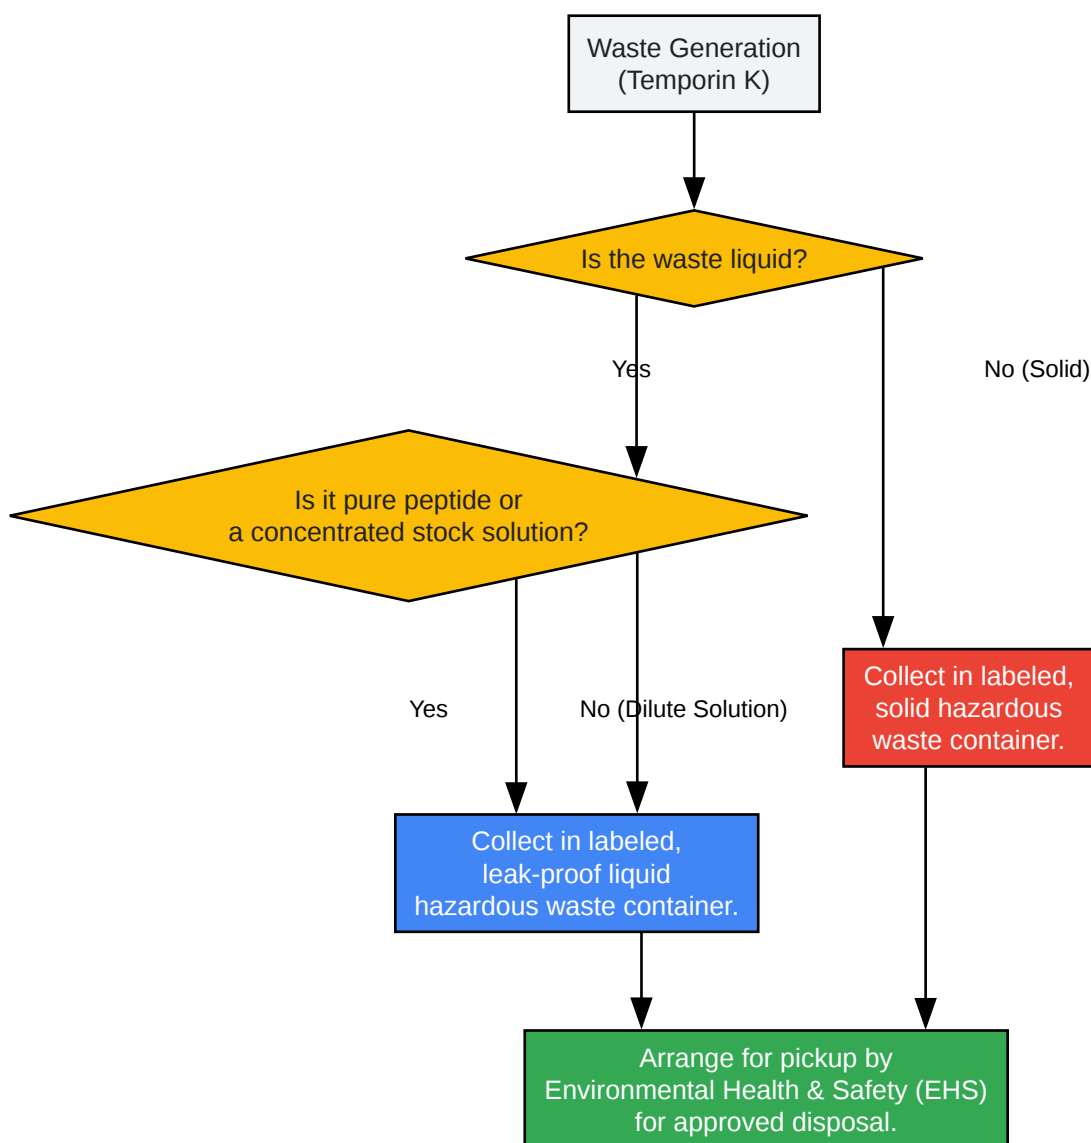 Waste Generation
(Temporin K)
Is the waste liquid?
Yes
No (Solid)
Is it pure peptide or
a concentrated stock solution?
Yes
No (Dilute Solution)
Collect in labeled,
solid hazardous
waste container.
Collect in labeled,
leak-proof liquid
hazardous waste container.
Arrange for pickup by
Environmental Health & Safety (EHS)
for approved disposal.